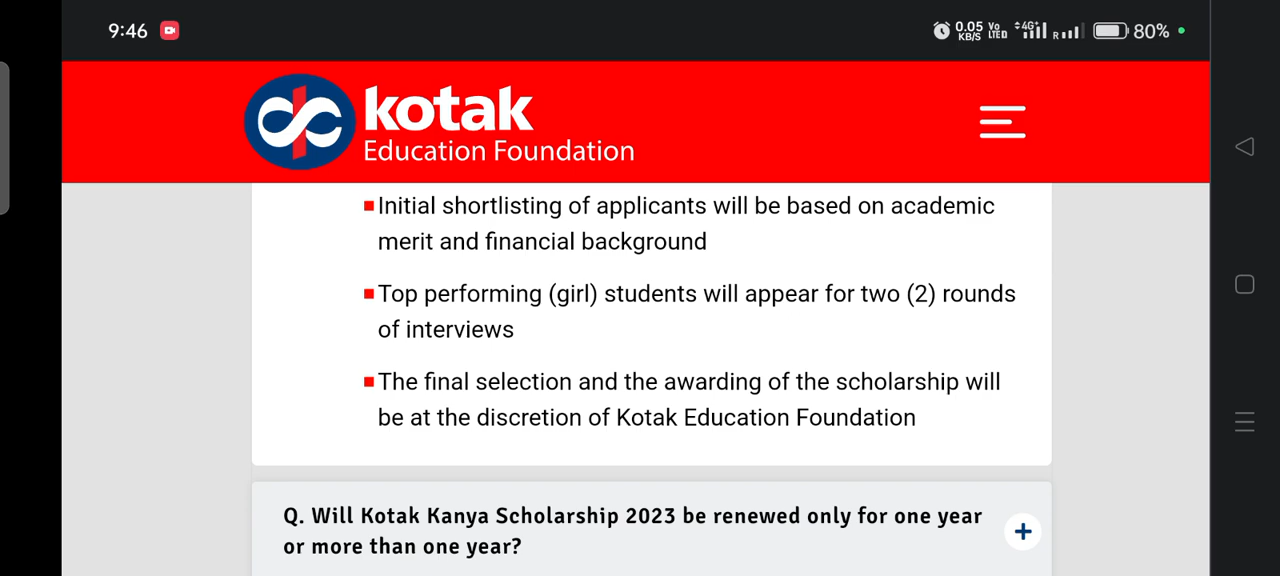 9:46
0.05 KB/S Vo LTED 4G+ R 80%
kotak
Education Foundation
Initial shortlisting of applicants will be based on academic
merit and financial background
Top performing (girl) students will appear for two (2) rounds
of interviews
The final selection and the awarding of the scholarship will
be at the discretion of Kotak Education Foundation
Q. Will Kotak Kanya Scholarship 2023 be renewed only for one year
or more than one year?
+